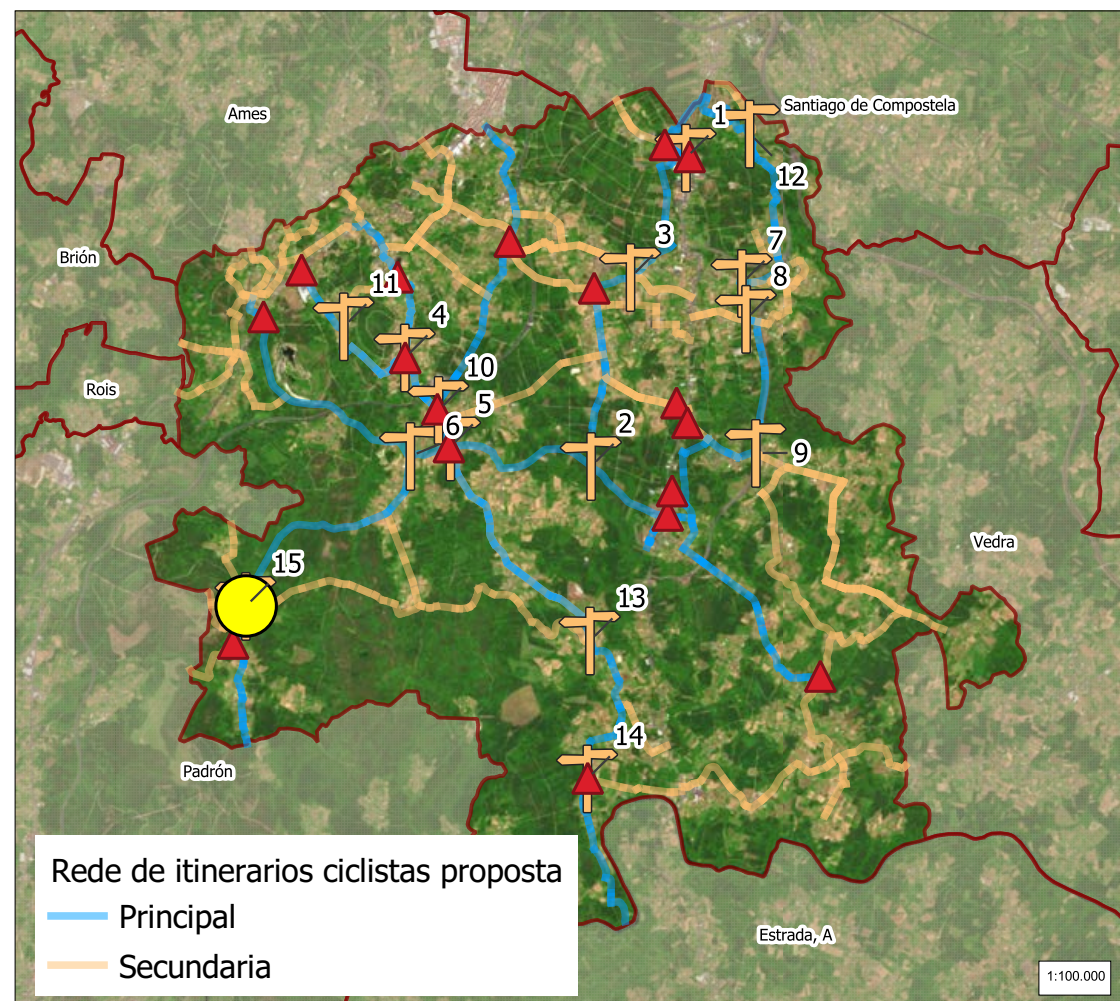 Ames
Santiago de Compostela
1
12
3
7
Brión
8
11
4
10
Rois
5
6
2
9
Vedra
15
13
14
Padrón
Estrada, A
Rede de itinerarios ciclistas proposta
Principal
Secundaria
1:100.000